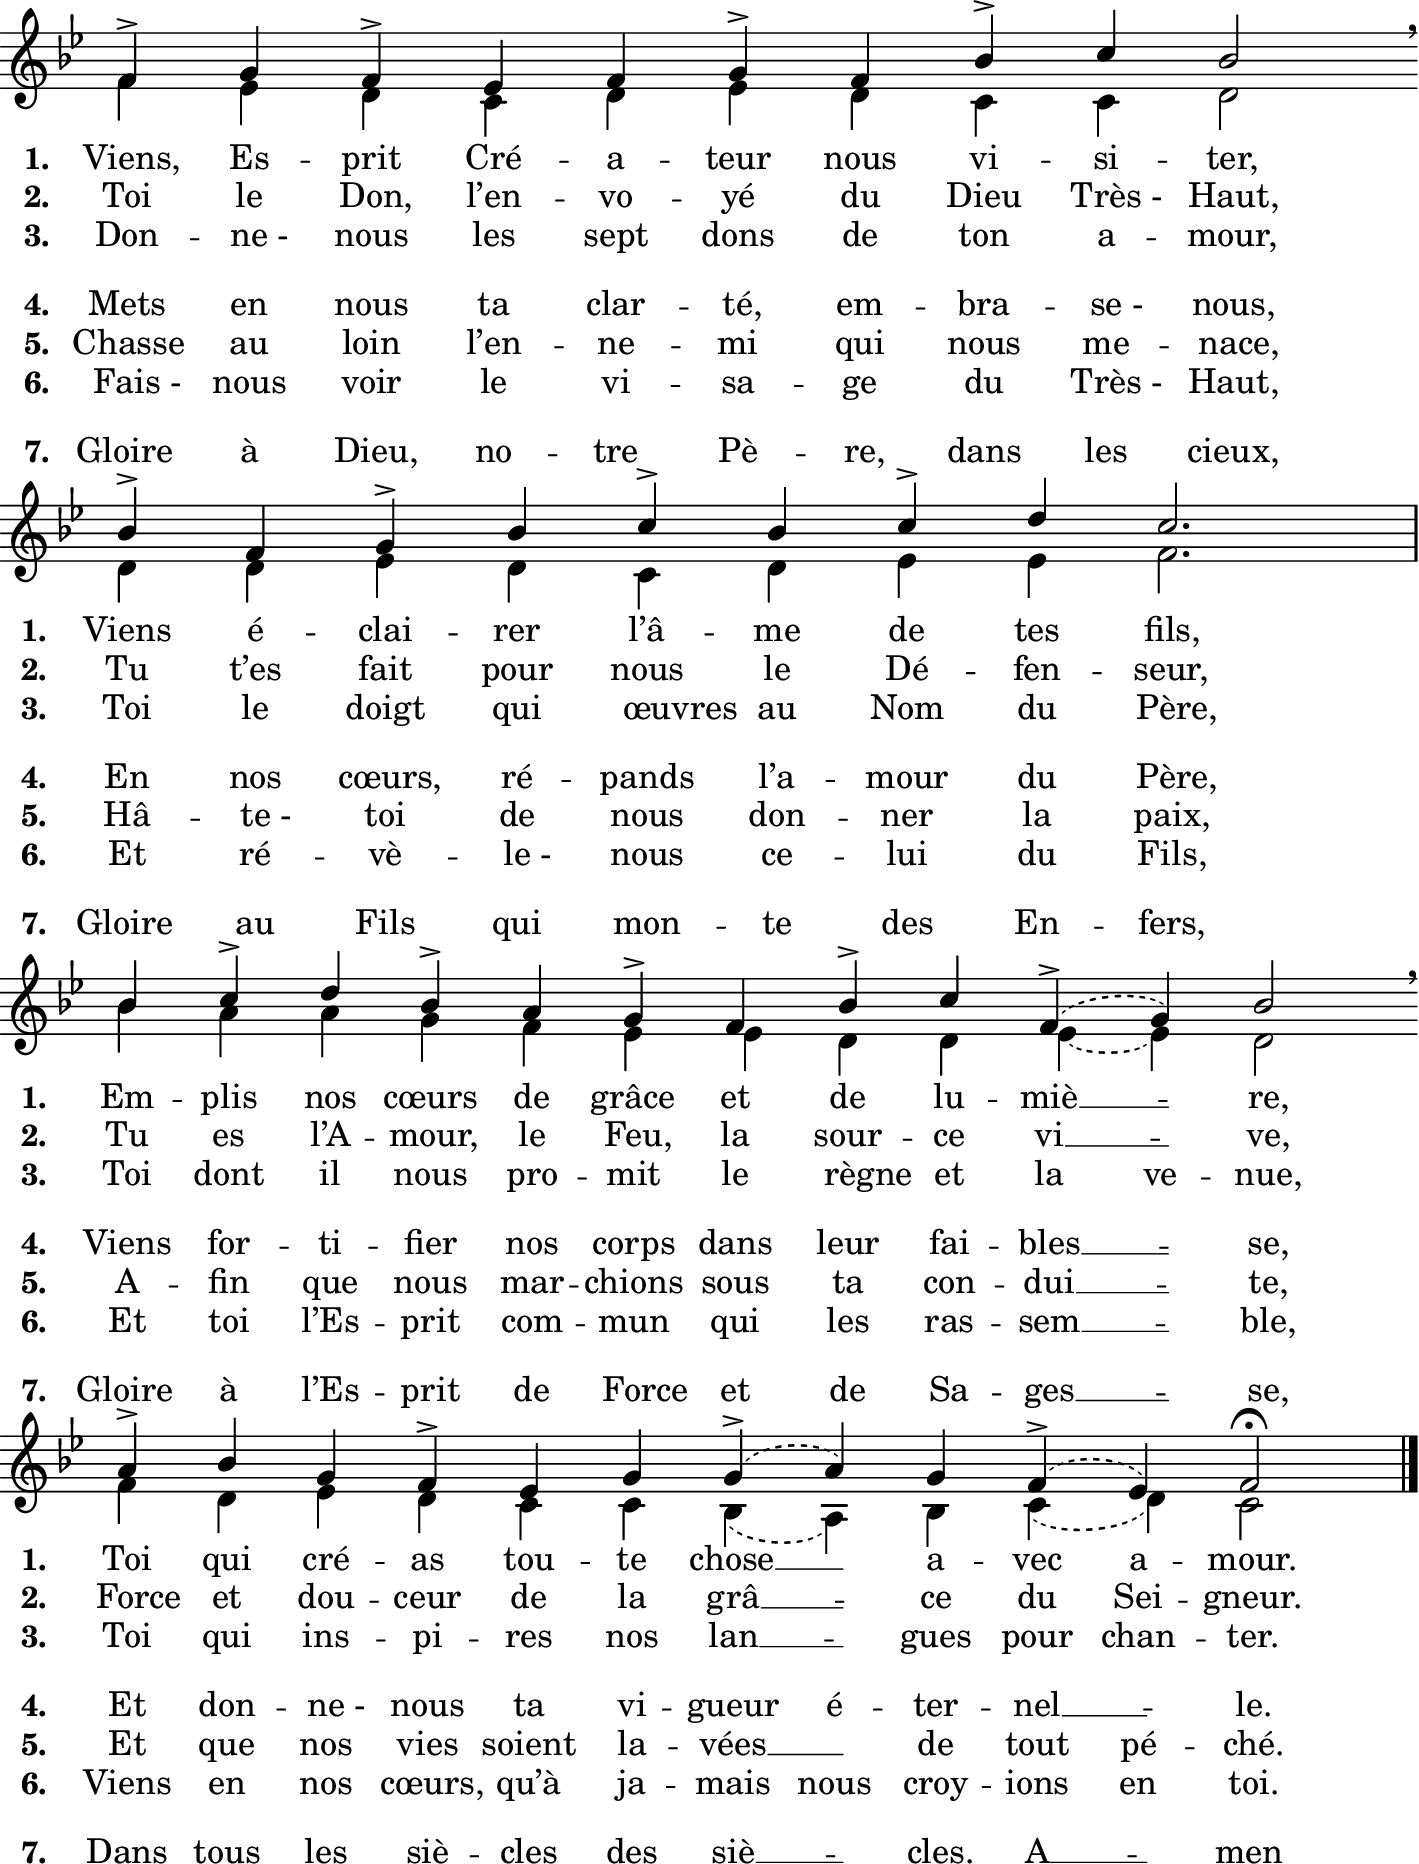 1. Viens, Es -- prit Cré -- a -- teur nous vi -- si -- ter,
2. Toi le Don, l’en -- vo -- yé du Dieu Très - Haut,
3. Don -- ne - nous les sept dons de ton a -- mour,
4. Mets en nous ta clar -- té, em -- bra -- se - nous,
5. Chasse au loin l’en -- ne -- mi qui nous me -- nace,
6. Fais - nous voir le vi -- sa -- ge du Très - Haut,
7. Gloire à Dieu, no -- tre Pè -- re, dans les cieux,
1. Viens é -- clai -- rer l’â -- me de tes fils,
2. Tu t’es fait pour nous le Dé -- fen -- seur,
3. Toi le doigt qui œuvres au Nom du Père,
4. En nos cœurs, ré -- pands l’a -- mour du Père,
5. Hâ -- te - toi de nous don -- ner la paix,
6. Et ré -- vè -- le - nous ce -- lui du Fils,
7. Gloire au Fils qui mon -- te des En -- fers,
1. Em -- plis nos cœurs de grâce et de lu -- miè __ -- re,
2. Tu es l’A -- mour, le Feu, la sour -- ce vi __ -- ve,
3. Toi dont il nous pro -- mit le règne et la ve -- nue,
4. Viens for -- ti -- fier nos corps dans leur fai -- bles __ -- se,
5. A -- fin que nous mar -- chions sous ta con -- dui __ -- te,
6. Et toi l’Es -- prit com -- mun qui les ras -- sem __ -- ble,
7. Gloire à l’Es -- prit de Force et de Sa -- ges __ -- se,
1. Toi qui cré -- as tou -- te chose __ a -- vec a -- mour.
2. Force et dou -- ceur de la grâ __ -- ce du Sei -- gneur.
3. Toi qui ins -- pi -- res nos lan __ -- gues pour chan -- ter.
4. Et don -- ne - nous ta vi -- gueur é -- ter -- nel __ -- le.
5. Et que nos vies soient la -- vées __ de tout pé -- ché.
6. Viens en nos cœurs, qu’à ja -- mais nous croy -- ions en toi.
7. Dans tous les siè -- cles des siè __ -- cles. A __ -- men